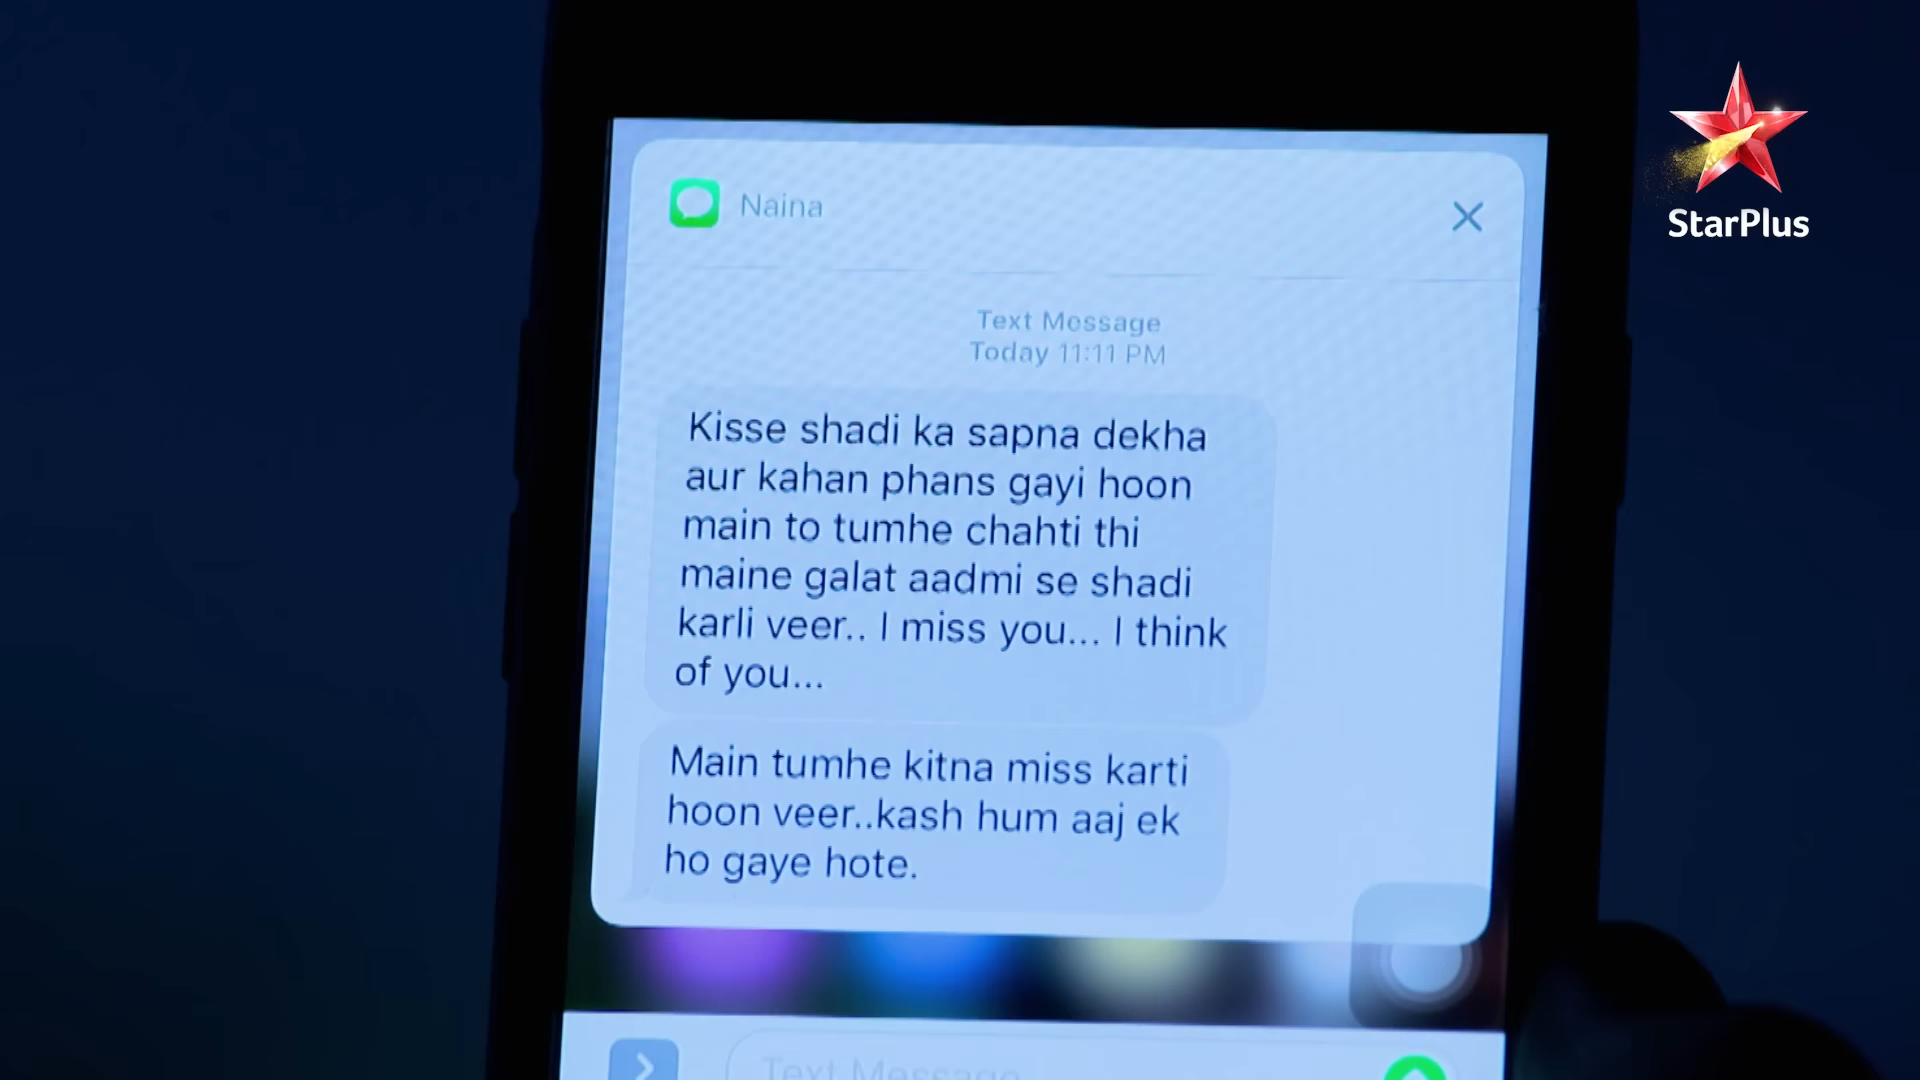 Naina
StarPlus
Text Message
Today 11:11 PM
Kisse shadi ka sapna dekha
aur kahan phans gayi hoon
main to tumhe chahti thi
maine galat aadmi se shadi
karli veer.. I miss you... I think
of you...
Main tumhe kitna miss karti
hoon veer..kash hum aaj ek
ho gaye hote.
Text Message